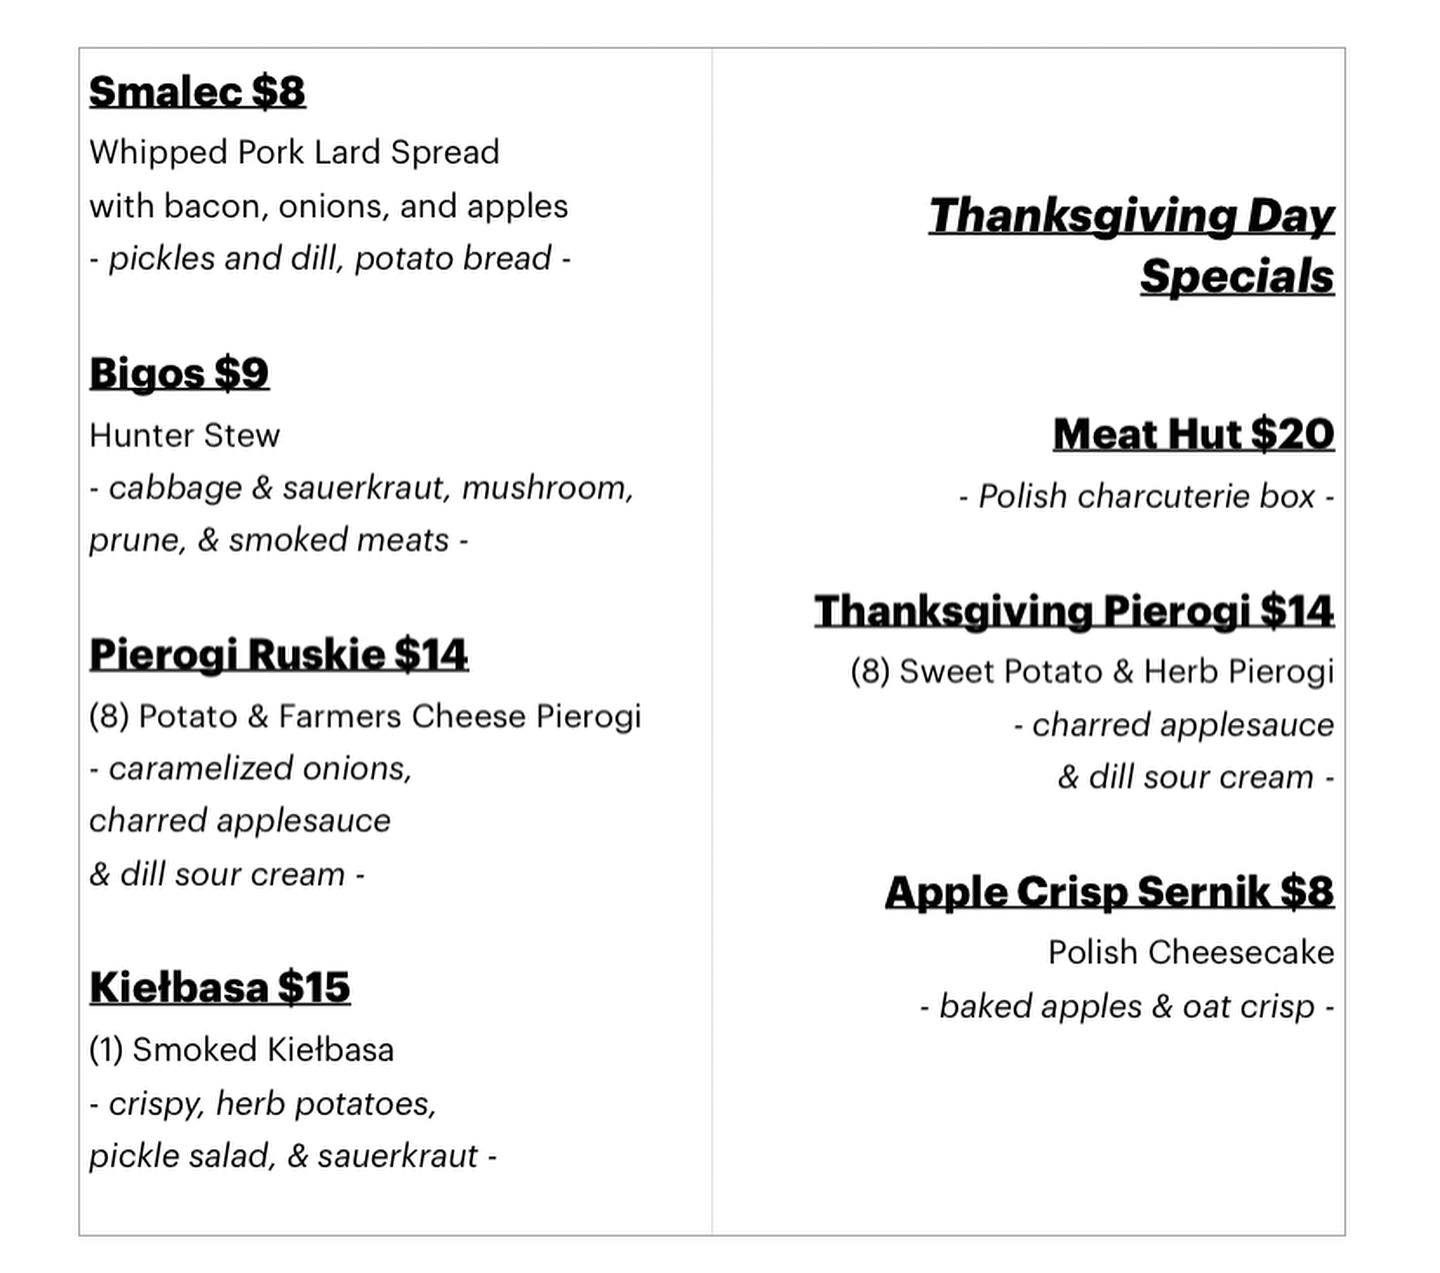 Smalec $8
Whipped Pork Lard Spread
with bacon, onions, and apples
- pickles and dill, potato bread -
Bigos $9
Hunter Stew
- cabbage & sauerkraut, mushroom,
prune, & smoked meats -
Pierogi Ruskie $14
(8) Potato & Farmers Cheese Pierogi
- caramelized onions,
charred applesauce
& dill sour cream -
Kiełbasa $15
(1) Smoked Kiełbasa
- crispy, herb potatoes,
pickle salad, & sauerkraut -
Thanksgiving Day
Specials
Meat Hut $20
- Polish charcuterie box -
Thanksgiving Pierogi $14
(8) Sweet Potato & Herb Pierogi
- charred applesauce
& dill sour cream -
Apple Crisp Sernik $8
Polish Cheesecake
- baked apples & oat crisp -